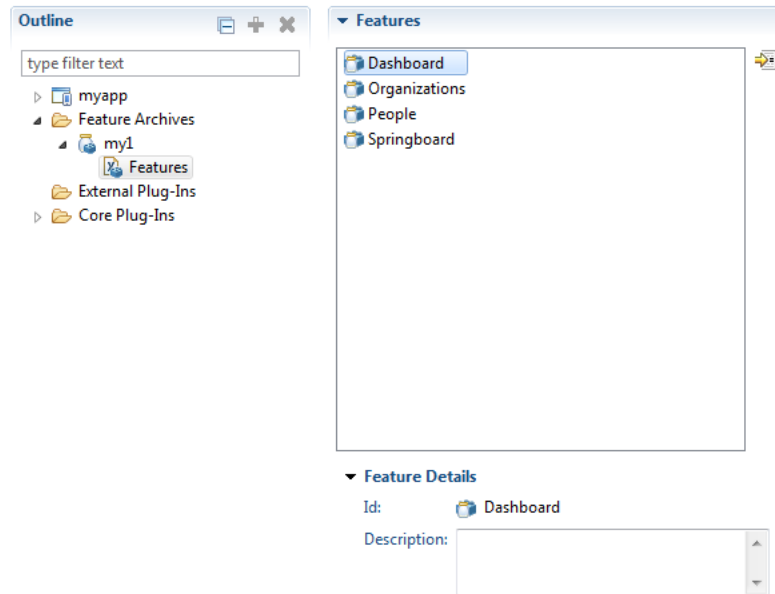 Outline
type filter text
myapp
Feature Archives
my1
Features
External Plug-Ins
Core Plug-Ins
Features
Dashboard
Organizations
People
Springboard
Feature Details
Id: Dashboard
Description: